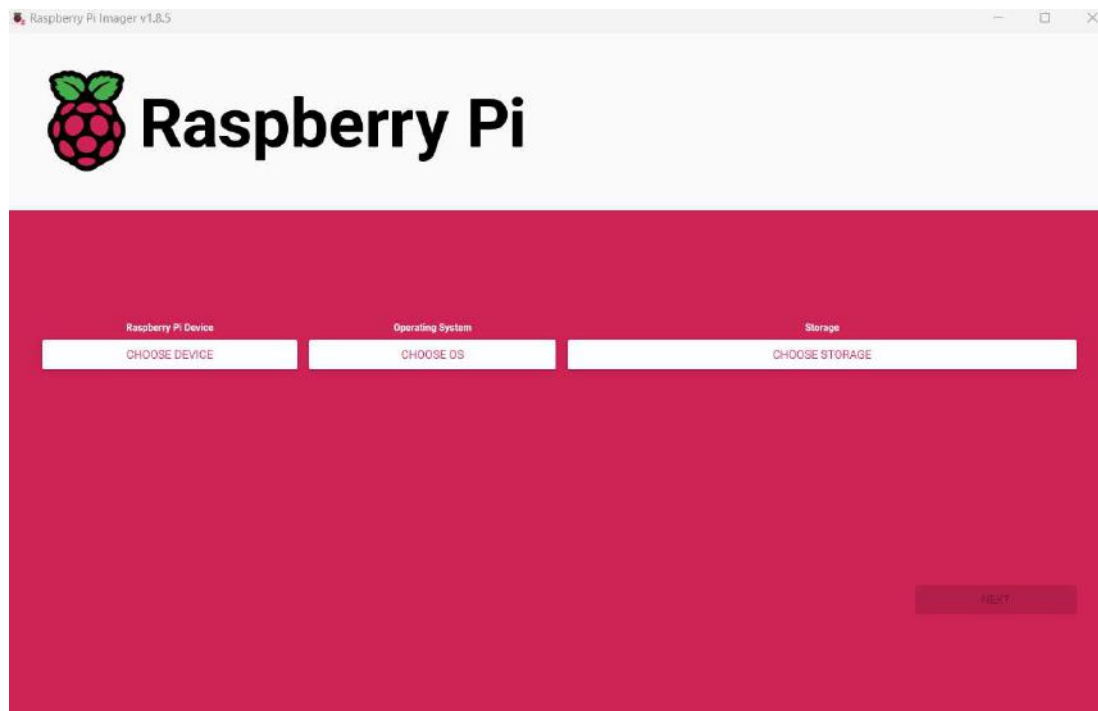 Raspberry Pi Imager v1.8.5
Raspberry Pi
Raspberry Pi Device
Operating System
Storage
CHOOSE DEVICE
CHOOSE OS
CHOOSE STORAGE
NEXT